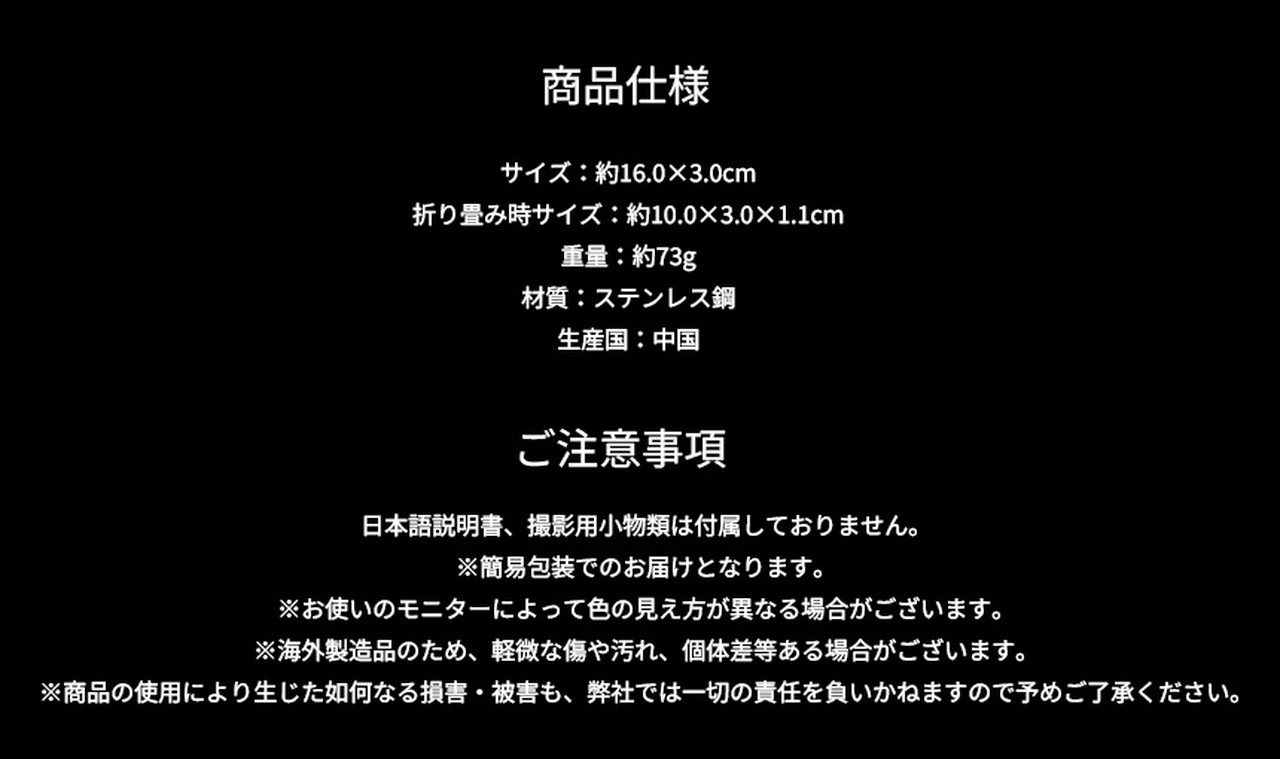 商品仕様
サイズ：約16.0×3.0cm
折り畳み時サイズ：約10.0×3.0×1.1cm
重量：約73g
材質：ステンレス鋼
生産国：中国
ご注意事項
日本語説明書、撮影用小物類は付属しておりません。
※簡易包装でのお届けとなります。
※お使いのモニターによって色の見え方が異なる場合がございます。
※海外製造品のため、軽微な傷や汚れ、個体差等ある場合がございます。
※商品の使用により生じた如何なる損害・被害も、弊社では一切の責任を負いかねますので予めご了承ください。